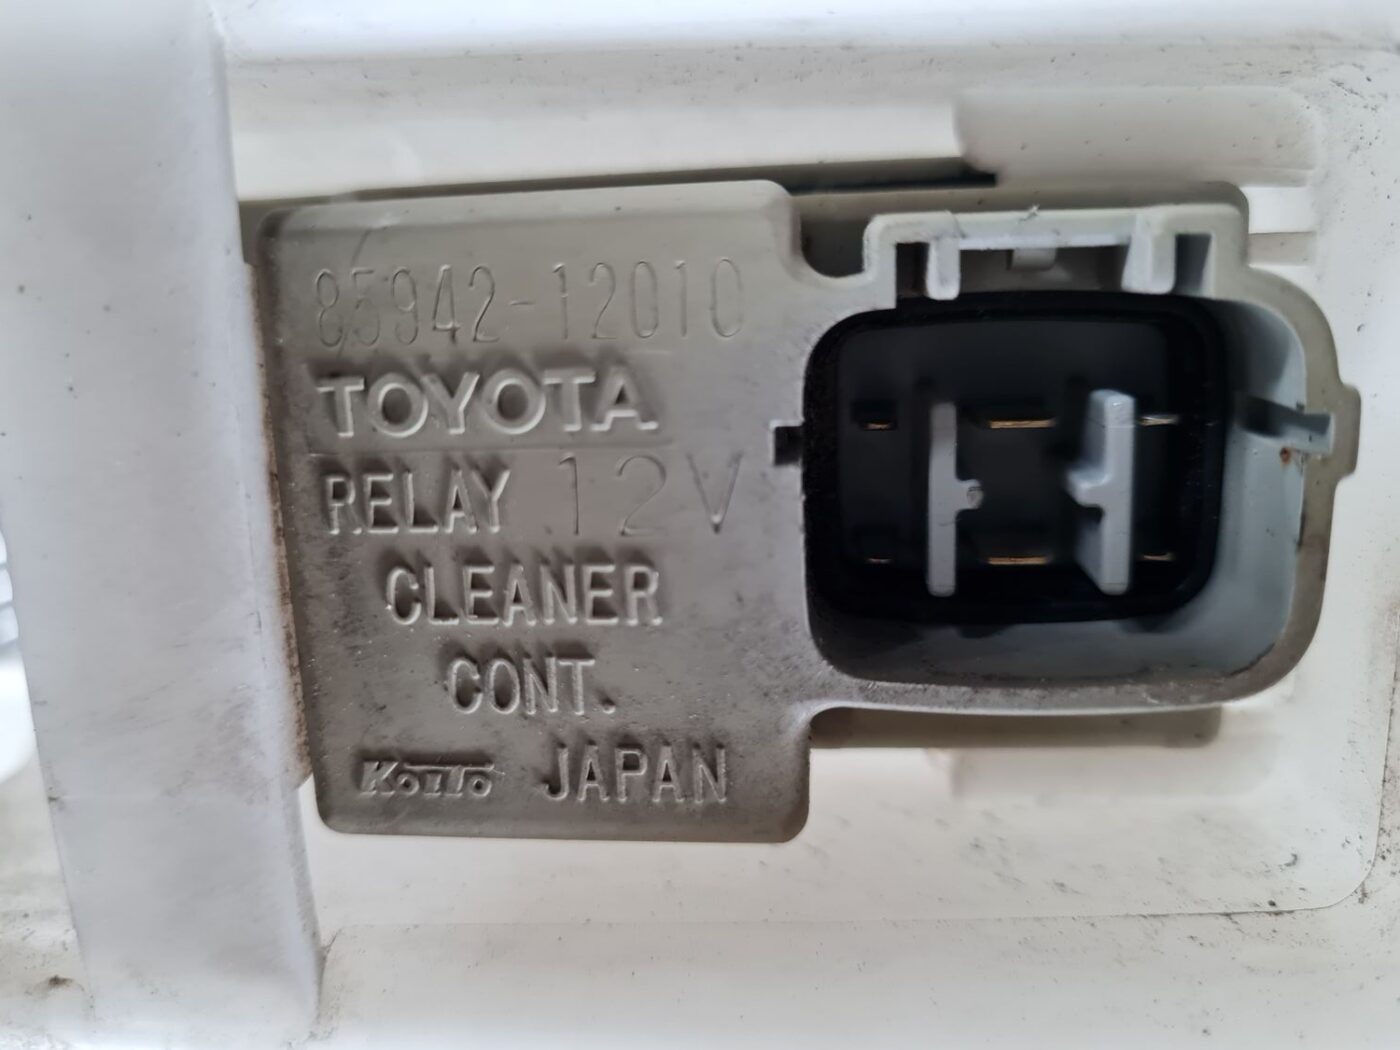 85942-12010
TOYOTA
RELAY 12V
CLEANER
CONT.
KOITO JAPAN